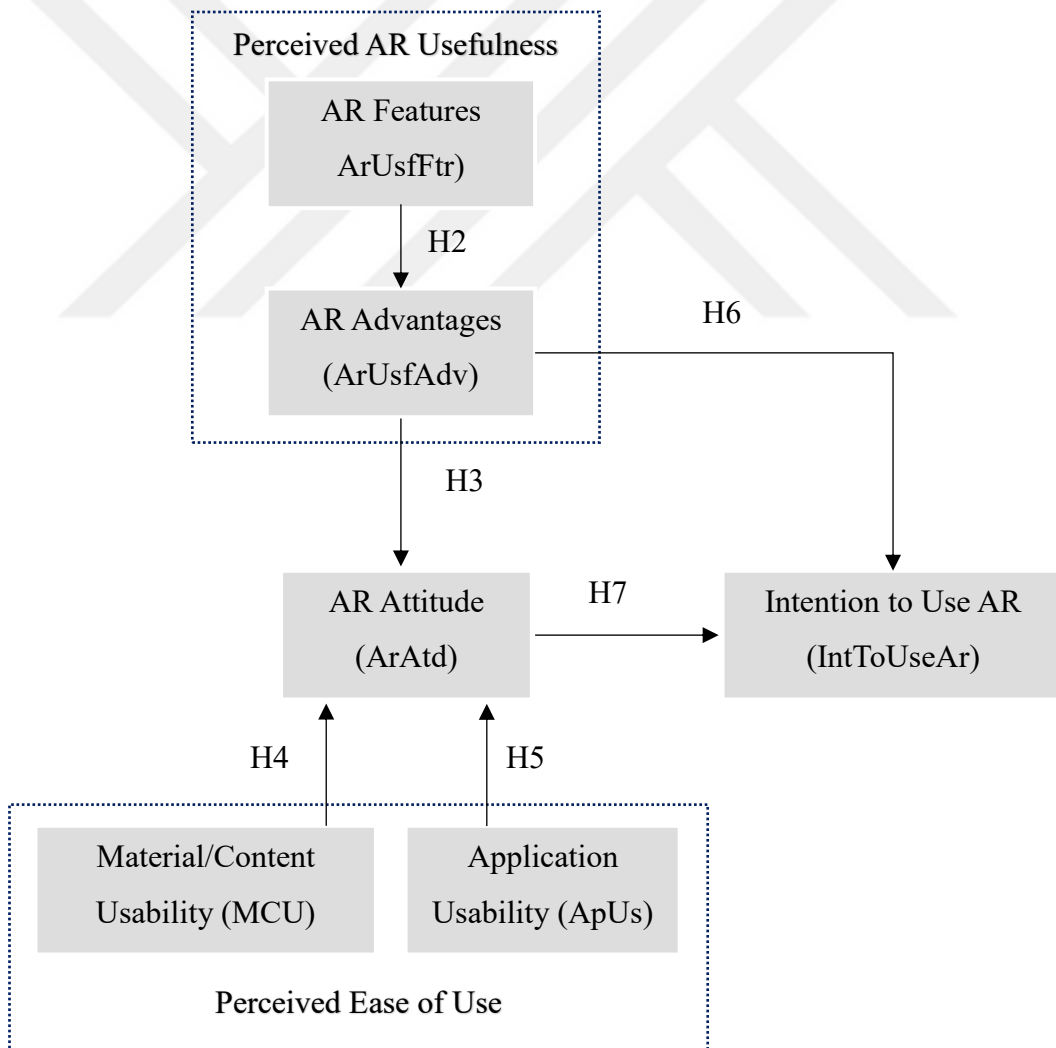 Perceived AR Usefulness
AR Features
ArUsfFtr)
H2
AR Advantages
(ArUsfAdv)
H6
H3
AR Attitude
(ArAtd)
H7
Intention to Use AR
(IntToUseAr)
H4
H5
Material/Content
Usability (MCU)
Application
Usability (ApUs)
Perceived Ease of Use